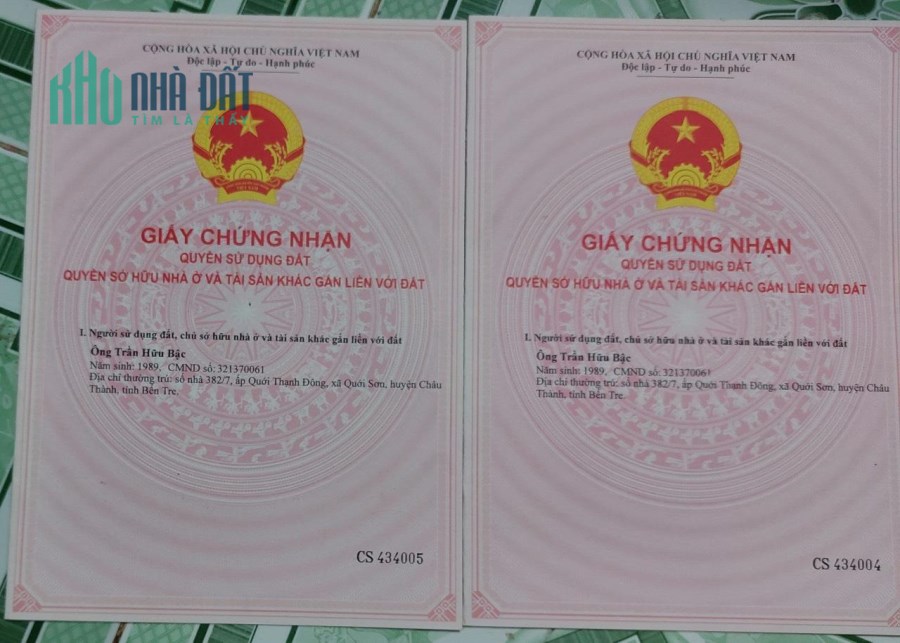 KHO NHÀ ĐẤT
TÌM LÀ THẤY
CỘNG HÒA XÃ HỘI CHỦ NGHĨA VIỆT NAM
Độc lập - Tự do - Hạnh phúc
GIẤY CHỨNG NHẬN
QUYỀN SỬ DỤNG ĐẤT
QUYỀN SỞ HỮU NHÀ Ở VÀ TÀI SẢN KHÁC GẮN LIỀN VỚI ĐẤT
I. Người sử dụng đất, chủ sở hữu nhà ở và tài sản khác gắn liền với đất
Ông Trần Hữu Bậc
Năm sinh: 1989, CMND số: 321370061
Địa chỉ thường trú: số nhà 382/7, ấp Quới Thạnh Đông, xã Quới Sơn, huyện Châu
Thành, tỉnh Bến Tre.
CS 434005
CỘNG HÒA XÃ HỘI CHỦ NGHĨA VIỆT NAM
Độc lập - Tự do - Hạnh phúc
GIẤY CHỨNG NHẬN
QUYỀN SỬ DỤNG ĐẤT
QUYỀN SỞ HỮU NHÀ Ở VÀ TÀI SẢN KHÁC GẮN LIỀN VỚI ĐẤT
I. Người sử dụng đất, chủ sở hữu nhà ở và tài sản khác gắn liền với đất
Ông Trần Hữu Bậc
Năm sinh: 1989, CMND số: 321370061
Địa chỉ thường trú: số nhà 382/7, ấp Quới Thạnh Đông, xã Quới Sơn, huyện Châu
Thành, tỉnh Bến Tre.
CS 434004